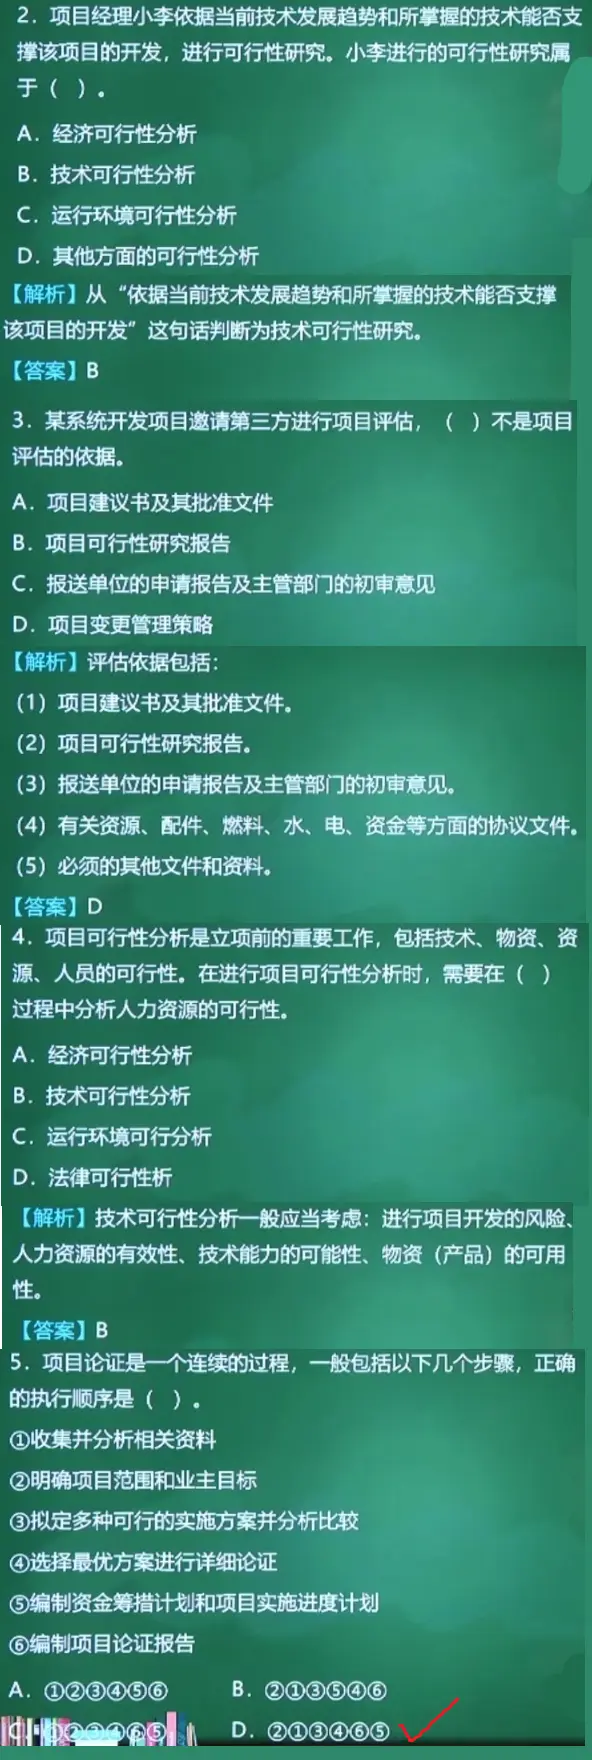 2. 项目经理小李依据当前技术发展趋势和所掌握的技术能否支
撑该项目的开发，进行可行性研究。小李进行的可行性研究属
于（ ）。
A. 经济可行性分析
B. 技术可行性分析
C. 运行环境可行性分析
D. 其他方面的可行性分析
【解析】从“依据当前技术发展趋势和所掌握的技术能否支撑
该项目的开发”这句话判断为技术可行性研究。
【答案】B
3. 某系统开发项目邀请第三方进行项目评估，（ ）不是项目
评估的依据。
A. 项目建议书及其批准文件
B. 项目可行性研究报告
C. 报送单位的申请报告及主管部门的初审意见
D. 项目变更管理策略
【解析】评估依据包括：
（1）项目建议书及其批准文件。
（2）项目可行性研究报告。
（3）报送单位的申请报告及主管部门的初审意见。
（4）有关资源、配件、燃料、水、电、资金等方面的协议文件。
（5）必须的其他文件和资料。
【答案】D
4. 项目可行性分析是立项前的重要工作，包括技术、物资、资
源、人员的可行性。在进行项目可行性分析时，需要在（ ）
过程中分析人力资源的可行性。
A. 经济可行性分析
B. 技术可行性分析
C. 运行环境可行分析
D. 法律可行性析
【解析】技术可行性分析一般应当考虑：进行项目开发的风险、
人力资源的有效性、技术能力的可能性、物资（产品）的可用
性。
【答案】B
5. 项目论证是一个连续的过程，一般包括以下几个步骤，正确
的执行顺序是（ ）。
①收集并分析相关资料
②明确项目范围和业主目标
③拟定多种可行的实施方案并分析比较
④选择最优方案进行详细论证
⑤编制资金筹措计划和项目实施进度计划
⑥编制项目论证报告
A. ①②③④⑤⑥ B. ②①③⑤④⑥
C. ①②③④⑥⑤ D. ②①③④⑥⑤